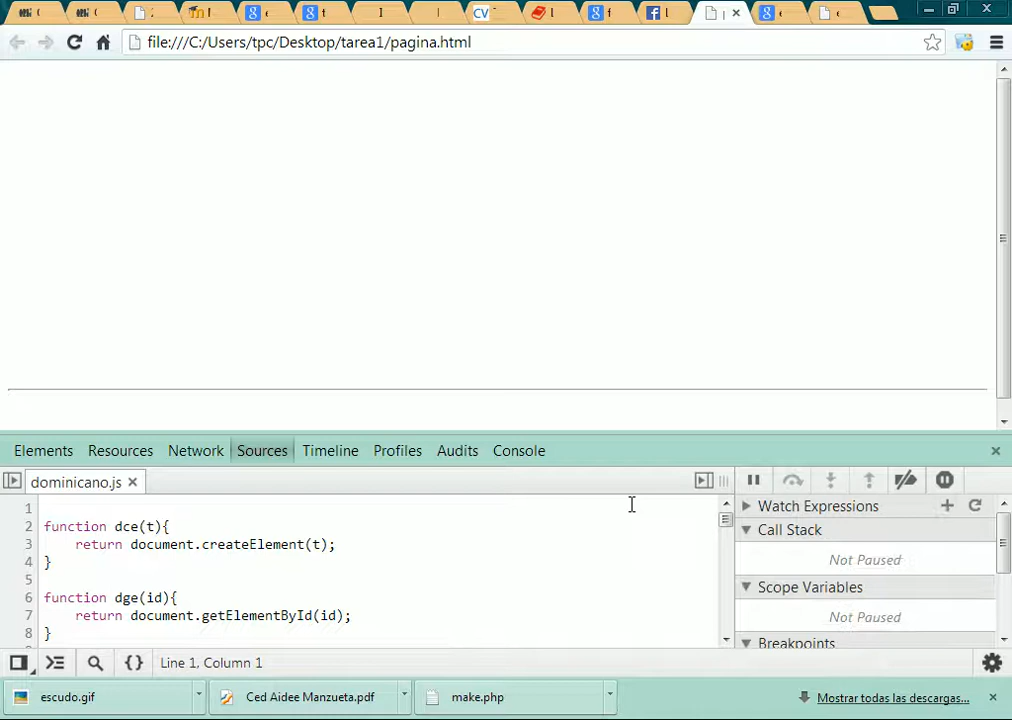 CV
file:///C:/Users/tpc/Desktop/tarea1/pagina.html
Elements Resources Network Sources Timeline Profiles Audits Console
dominicano.js
1
2 function dce(t){
3 return document.createElement(t);
4 }
5
6 function dge(id){
7 return document.getElementById(id);
8 }
Watch Expressions
Call Stack
Not Paused
Scope Variables
Not Paused
Breakpoints
{} Line 1, Column 1
escudo.gif
Ced Aidee Manzueta.pdf
make.php
Mostrar todas las descargas...